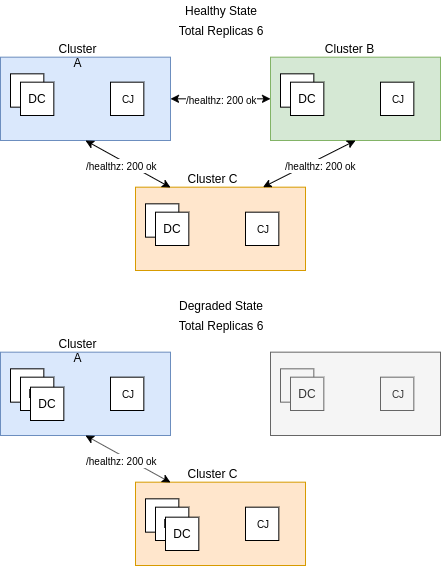 Healthy State
Total Replicas 6
Cluster
A
Cluster B
DC
CJ
/healthz: 200 ok
DC
CJ
/healthz: 200 ok
/healthz: 200 ok
Cluster C
DC
CJ
Degraded State
Total Replicas 6
Cluster
A
DC
CJ
DC
CJ
/healthz: 200 ok
Cluster C
DC
CJ